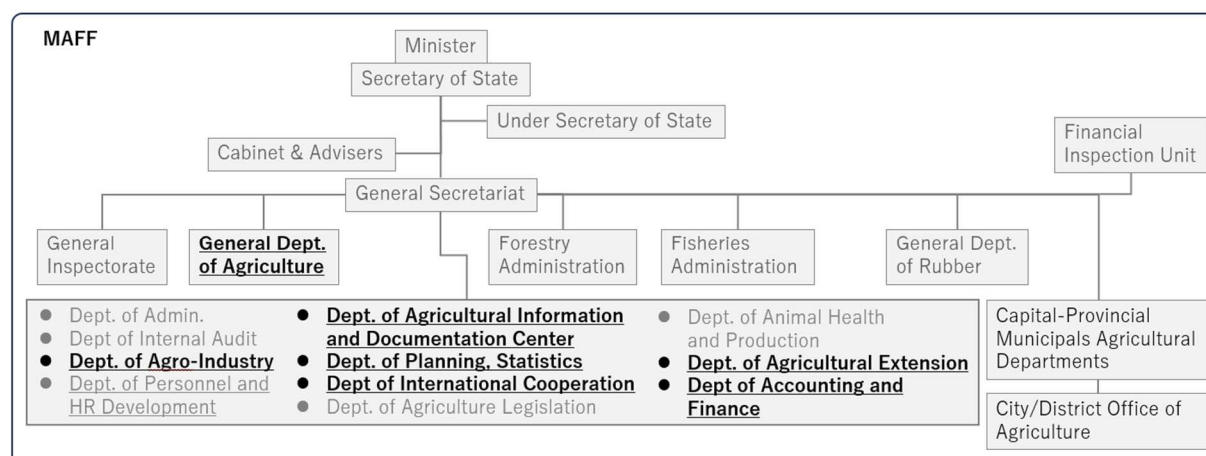 MAFF
Minister
Secretary of State
Under Secretary of State
Cabinet & Advisers
Financial
Inspection Unit
General Secretariat
General
Inspectorate
General Dept.
of Agriculture
Forestry
Administration
Fisheries
Administration
General Dept.
of Rubber
● Dept. of Admin.
● Dept of Internal Audit
● Dept. of Agro-Industry
● Dept. of Personnel and
HR Development
● Dept. of Agricultural Information
and Documentation Center
● Dept. of Planning, Statistics
● Dept of International Cooperation
● Dept. of Agriculture Legislation
● Dept. of Animal Health
and Production
● Dept. of Agricultural Extension
● Dept of Accounting and
Finance
Capital-Provincial
Municipals Agricultural
Departments
City/District Office of
Agriculture